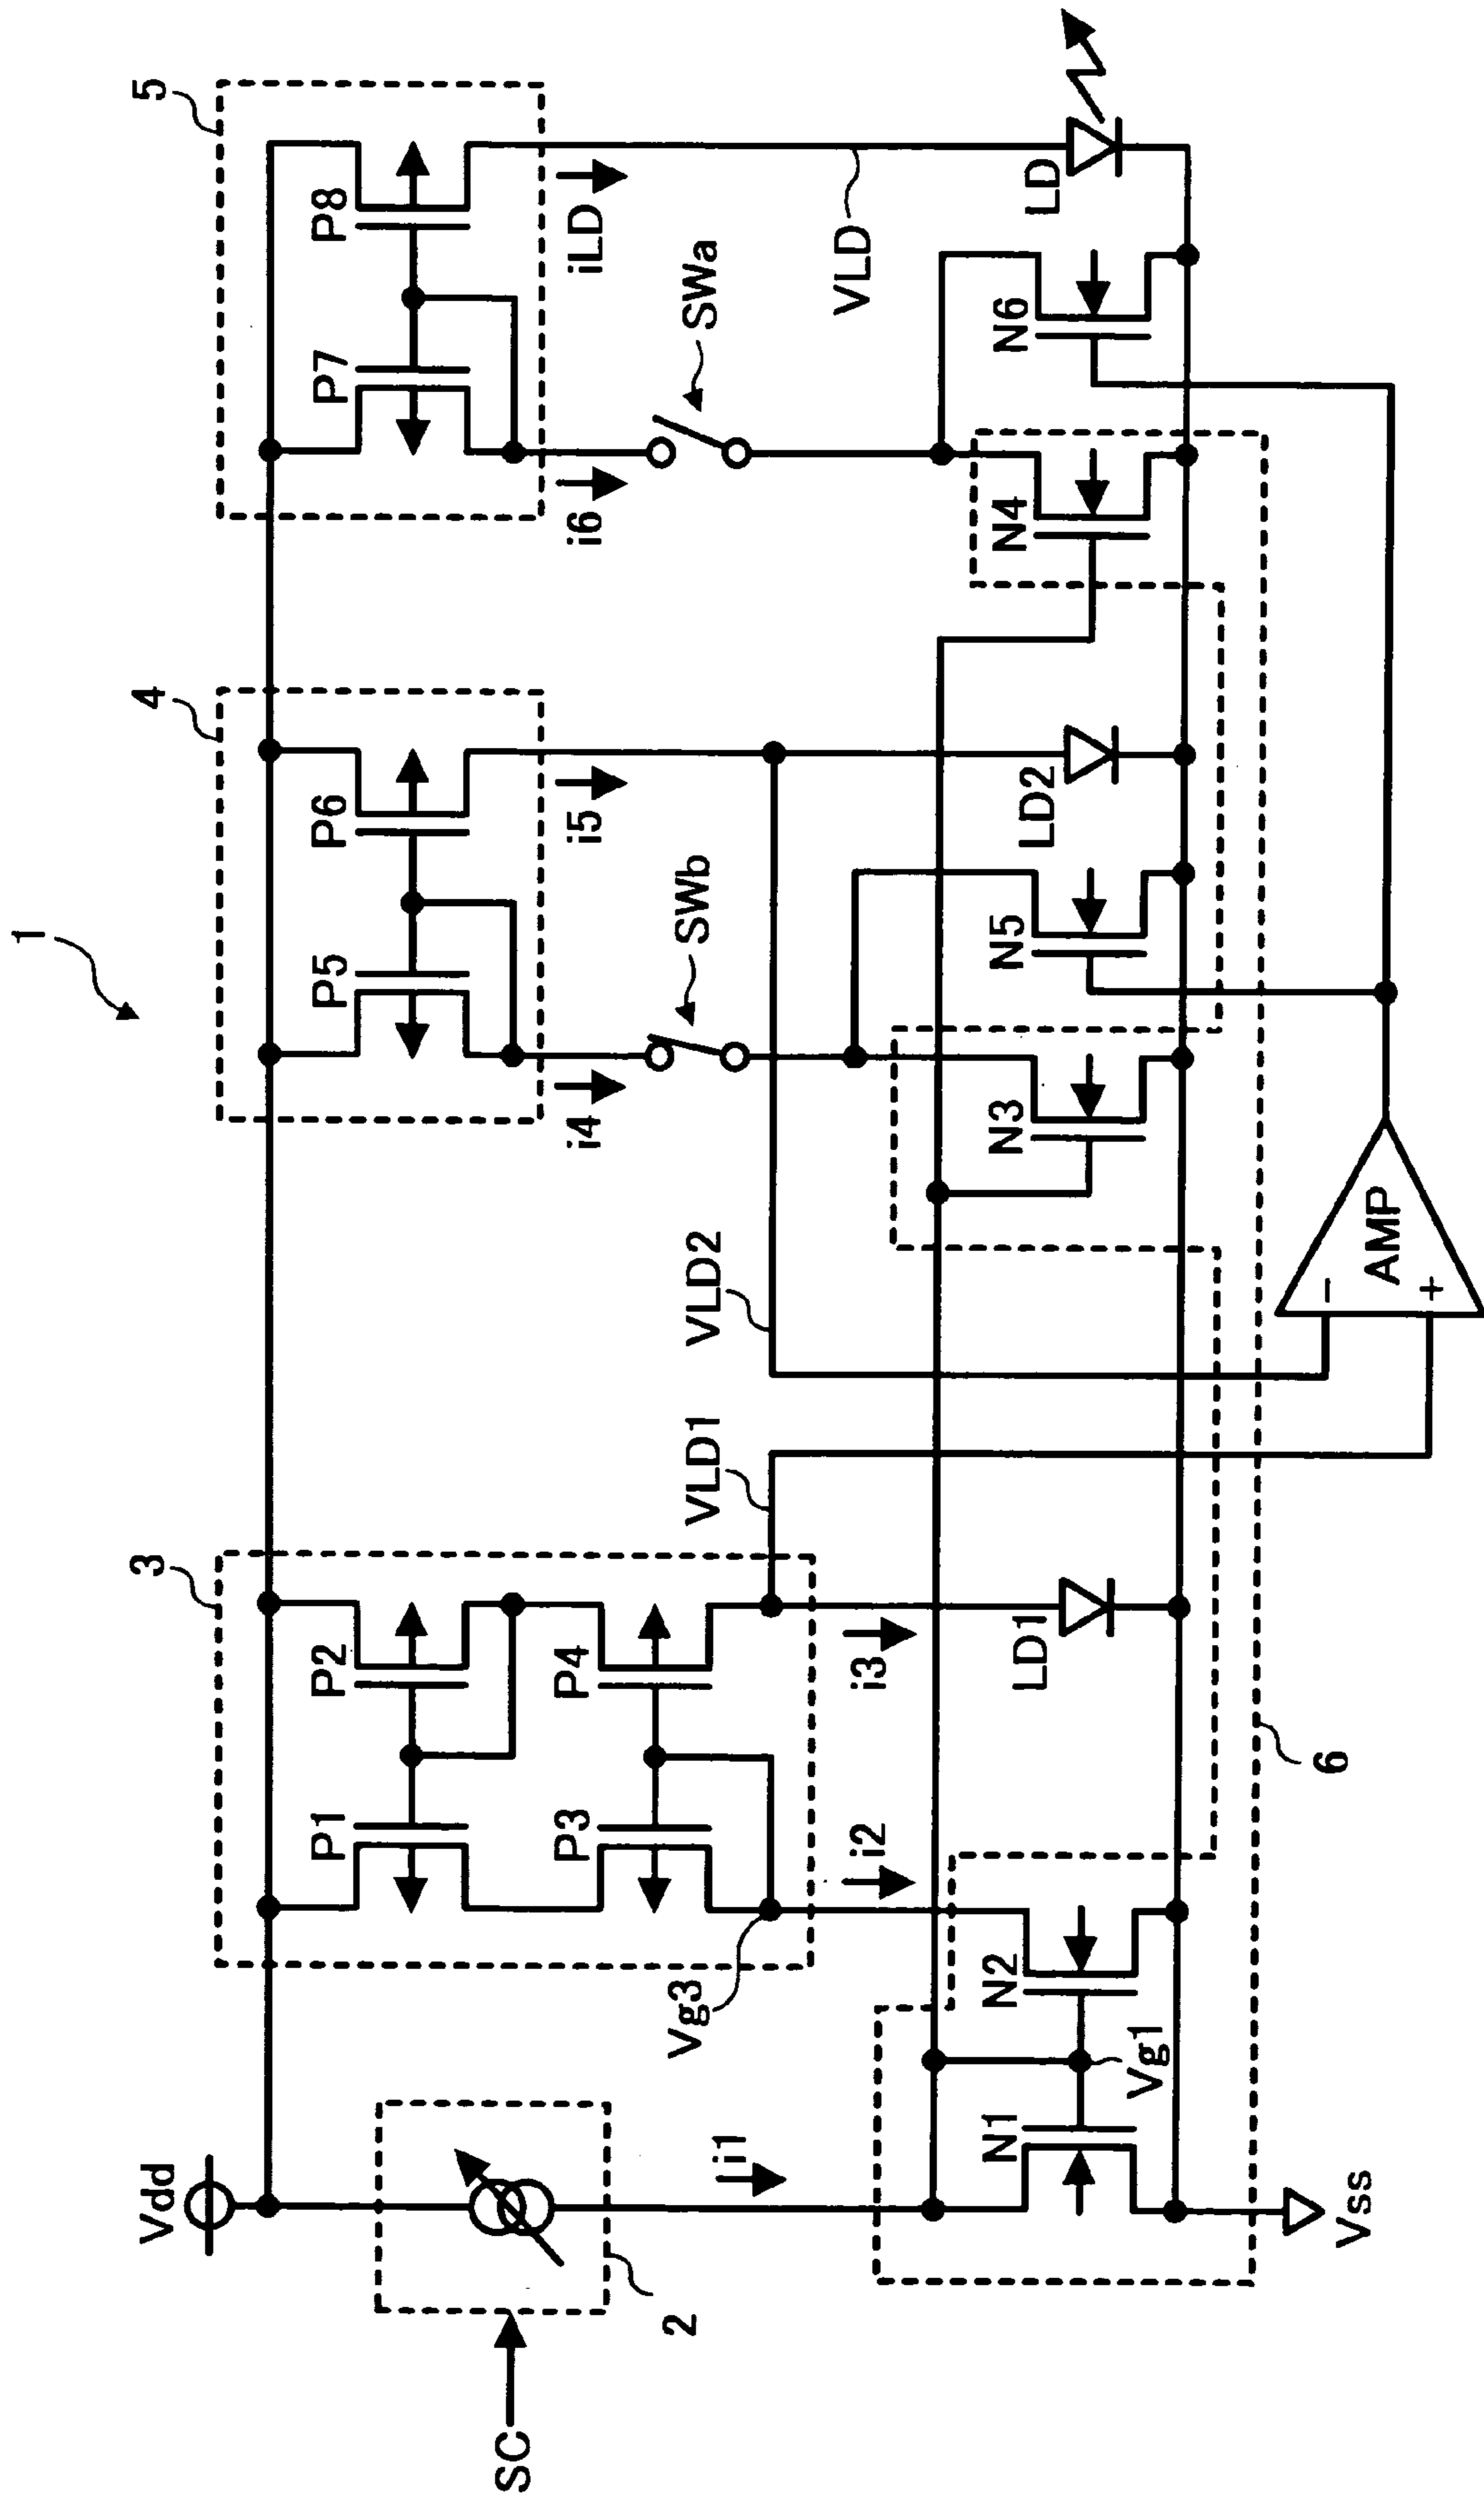 1
Vdd
SC
2
3
P1
P2
P3
P4
Vg3
4
P5
P6
5
P7
P8
i1
i2
i3
i4
i5
i6
iLD
SWb
SWa
VLD1
VLD2
VLD
N1
N2
Vg1
LD1
N3
N5
LD2
N4
N6
LD
6
−
+
AMP
Vss